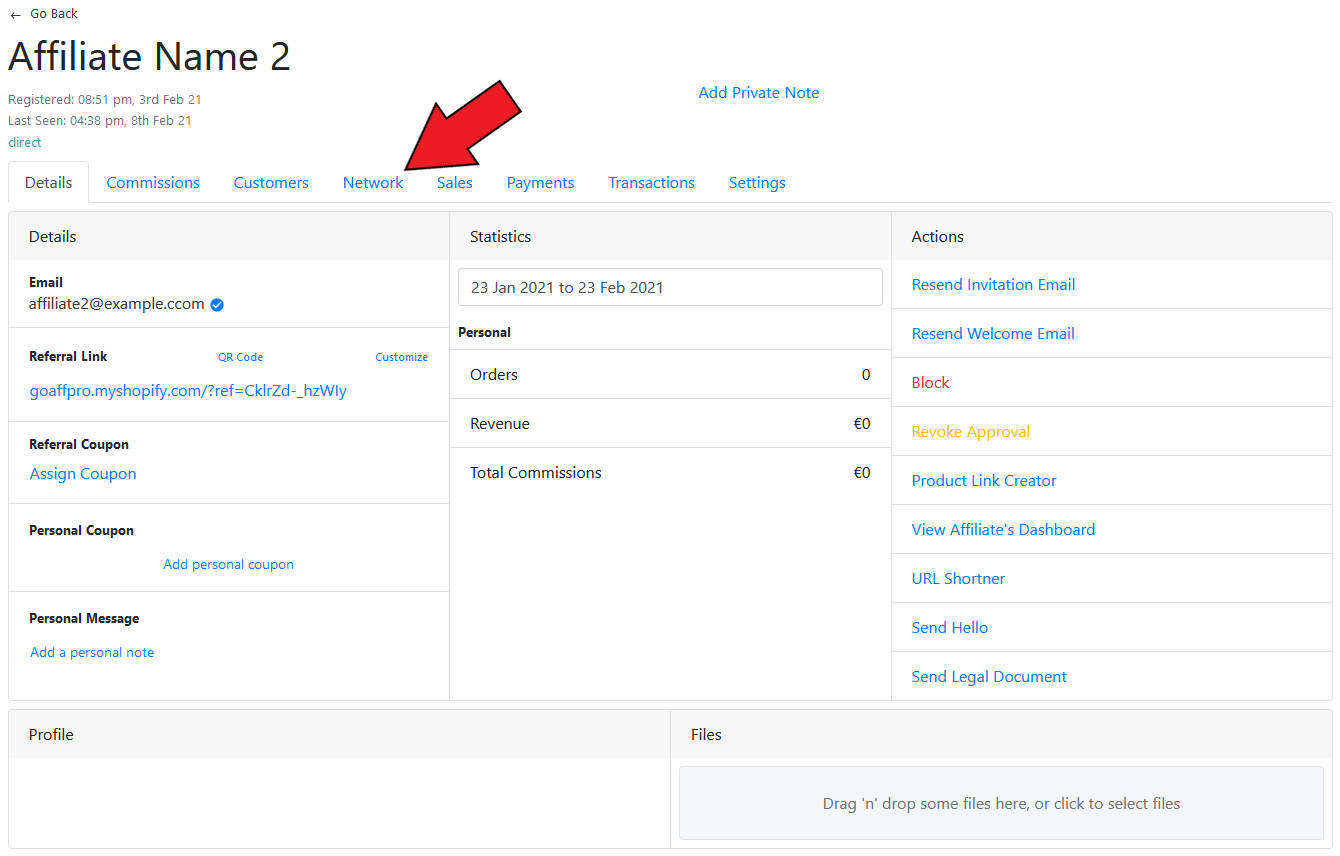 ← Go Back
Affiliate Name 2
Registered: 08:51 pm, 3rd Feb 21
Last Seen: 04:38 pm, 8th Feb 21
direct
Add Private Note
Details Commissions Customers Network Sales Payments Transactions Settings
Details
Email
affiliate2@example.ccom
Referral Link QR Code Customize
goaffpro.myshopify.com/?ref=CklrZd-_hzWIy
Referral Coupon
Assign Coupon
Personal Coupon
Add personal coupon
Personal Message
Add a personal note
Statistics
23 Jan 2021 to 23 Feb 2021
Personal
Orders 0
Revenue €0
Total Commissions €0
Actions
Resend Invitation Email
Resend Welcome Email
Block
Revoke Approval
Product Link Creator
View Affiliate's Dashboard
URL Shortner
Send Hello
Send Legal Document
Profile
Files
Drag 'n' drop some files here, or click to select files